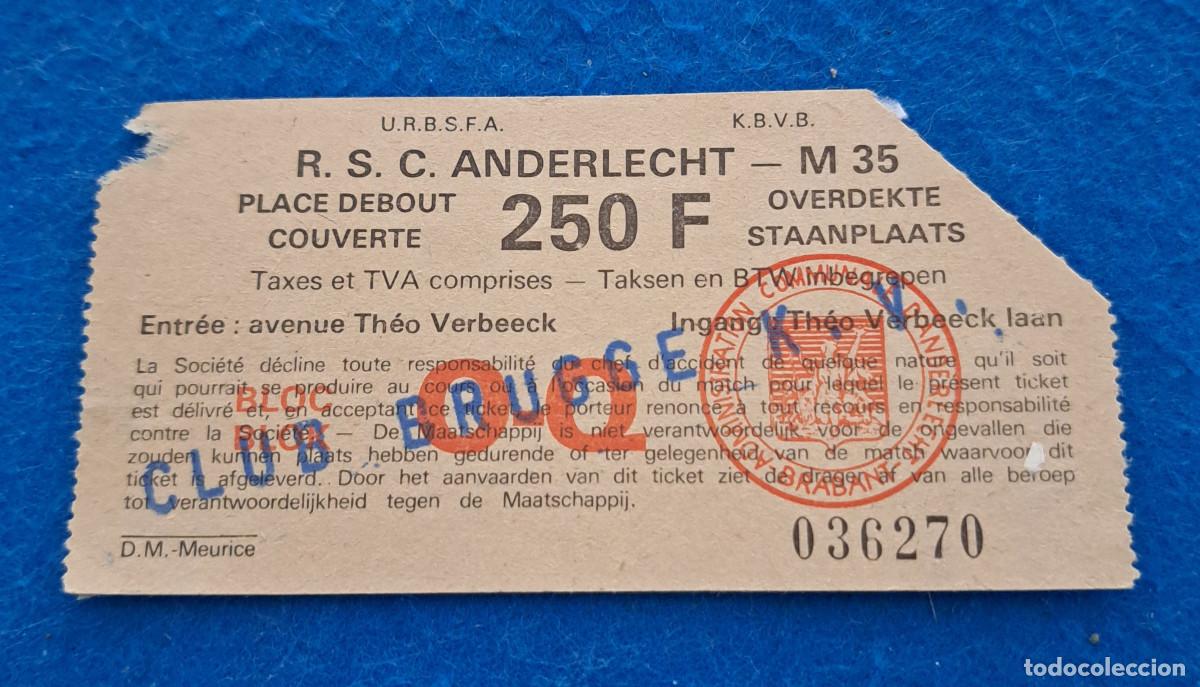 U.R.B.S.F.A. K.B.V.B.
R. S. C. ANDERLECHT — M 35
PLACE DEBOUT
COUVERTE
250 F
OVERDEKTE
STAANPLAATS
Taxes et TVA comprises — Taksen en BTW inbegrepen
Entrée : avenue Théo Verbeeck Ingang : Théo Verbeeck laan
La Société décline toute responsabilité du chef d'accident de quelque nature qu'il soit
qui pourrait se produire au cours ou à l'occasion du match pour lequel le présent ticket
est délivré et, en acceptant ce ticket, le porteur renonce à tout recours en responsabilité
contre la Société. — De Maatschappij is niet verantwoordelijk voor de ongevallen die
zouden kunnen plaats hebben gedurende of ter gelegenheid van de match waarvoor dit
ticket is afgeleverd. Door het aanvaarden van dit ticket ziet de drager af van alle beroep
tot verantwoordelijkheid tegen de Maatschappij.
BLOC
BLOK
Q-Q
CLUB BRUGGE K.V.
COMMUNE ANDERLECHT
BRABANT
D.M.-Meurice
036270
todocoleccion